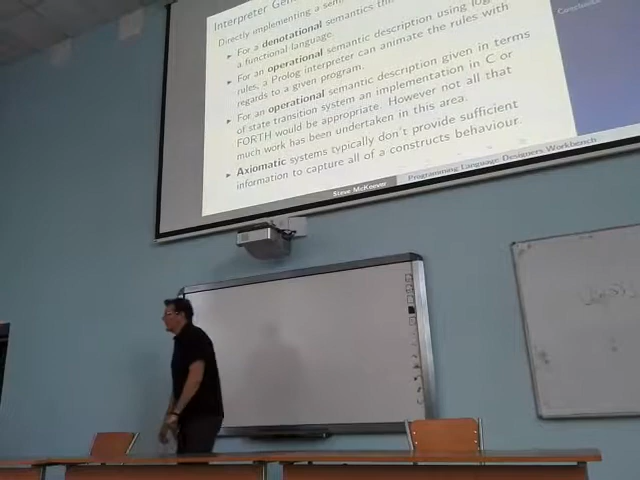 Interpreter Gene
Directly implementing a sem
For a denotational semantics thi
a functional language.
For an operational semantic description using log
rules, a Prolog interpreter can animate the rules with
regards to a given program.
For an operational semantic description given in terms
of state transition system an implementation in C or
FORTH would be appropriate. However not all that
much work has been undertaken in this area.
Axiomatic systems typically don't provide sufficient
information to capture all of a constructs behaviour.
Steve McKeever
Programming Language Designers Workbench